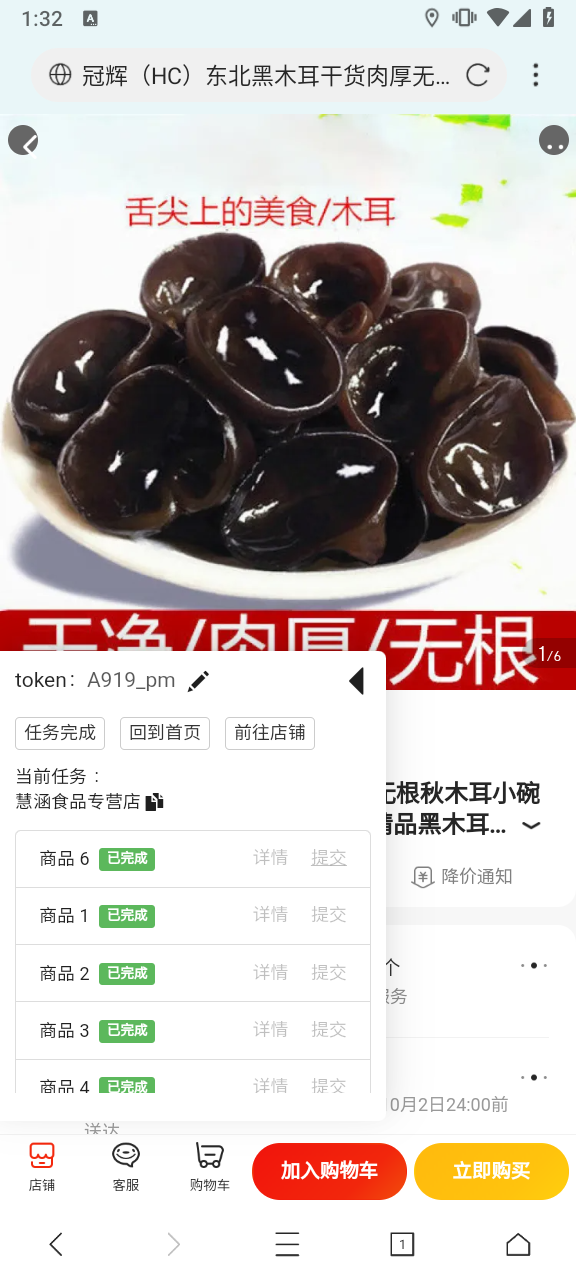 1:32
A
冠辉（HC）东北黑木耳干货肉厚无...
舌尖上的美食/木耳
干净/肉厚/无根
1/6
token： A919_pm
任务完成 回到首页 前往店铺
当前任务：
慧涵食品专营店
无根秋木耳小碗
精品黑木耳...
降价通知
商品 6 已完成 详情 提交
商品 1 已完成 详情 提交
商品 2 已完成 详情 提交
个
服务
商品 3 已完成 详情 提交
商品 4 已完成 详情 提交
10月2日24:00前
送达
店铺 客服 购物车 加入购物车 立即购买
1